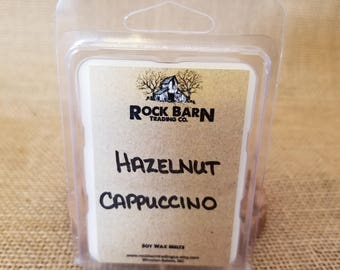 ROCK BARN
TRADING CO.
HAZELNUT
CAPPUCCINO
SOY WAX MELTS